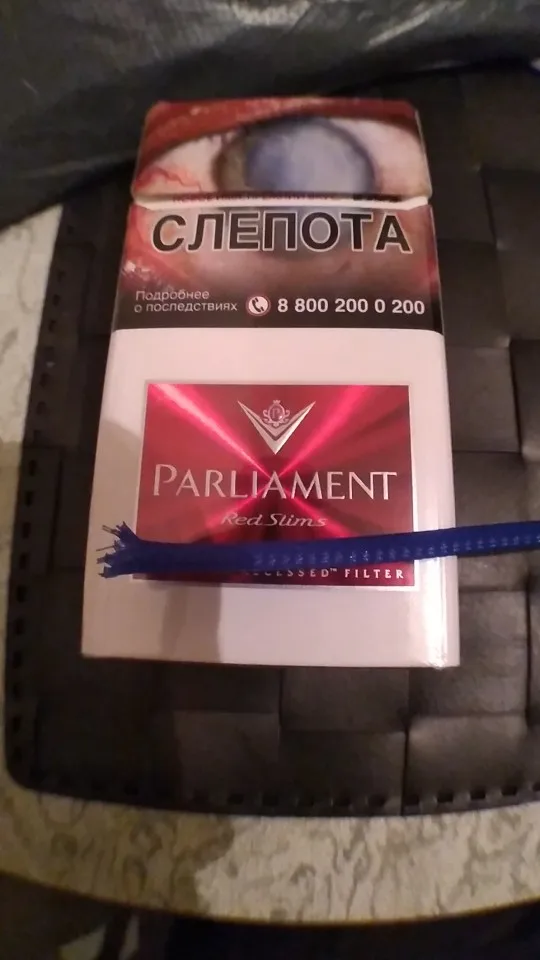 СЛЕПОТА
Подробнее
о последствиях 8 800 200 0 200
P
PARLIAMENT
Red Slims
FILTER